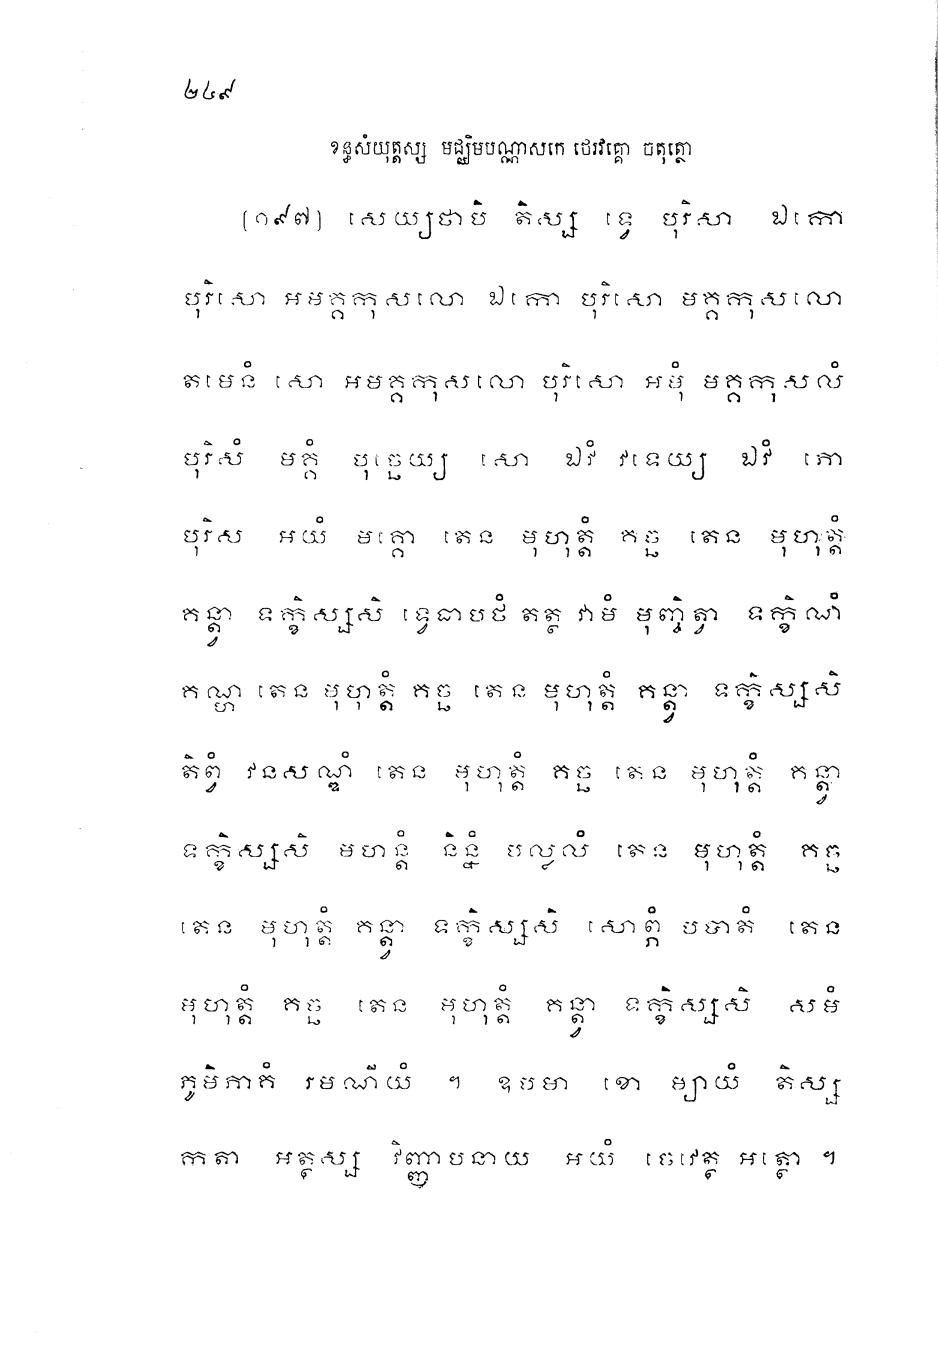 ២៤៩
ខន្ធសំយុត្តស្ស មជ្ឈិមបណ្ណាសកេ ថេរវគ្គោ ចតុត្ថោ
[១៩៧] សេយ្យថាបិ តិស្ស ទ្វេ បុរិសា ឯកោ
បុរិសោ អមគ្គកុសលោ ឯកោ បុរិសោ មគ្គកុសលោ
តមេនំ សោ អមគ្គកុសលោ បុរិសោ អមុំ មគ្គកុសលំ
បុរិសំ មគ្គំ បុច្ឆេយ្យ សោ ឯវំ វទេយ្យ ឯវំ ភោ
បុរិស អយំ មគ្គោ តេន មុហុត្តំ គច្ឆ តេន មុហុត្តំ
គន្ត្វា ទក្ខិស្សសិ ទ្វេធាបថំ តត្ថ វាមំ មុញ្ចិត្វា ទក្ខិណំ
គណ្ហ តេន មុហុត្តំ គច្ឆ តេន មុហុត្តំ គន្ត្វា ទក្ខិស្សសិ
តិព្វំ វនសណ្ឌំ តេន មុហុត្តំ គច្ឆ តេន មុហុត្តំ គន្ត្វា
ទក្ខិស្សសិ មហន្តំ និន្នំ បល្លលំ តេន មុហុត្តំ គច្ឆ
តេន មុហុត្តំ គន្ត្វា ទក្ខិស្សសិ សោព្ភំ បបាតំ តេន
មុហុត្តំ គច្ឆ តេន មុហុត្តំ គន្ត្វា ទក្ខិស្សសិ សមំ
ភូមិភាគំ រមណីយំ ។ ឧបមា ខោ ម្យាយំ តិស្ស
កតា អត្ថស្ស វិញ្ញាបនាយ អយំ ចេវេត្ថ អត្ថោ ។